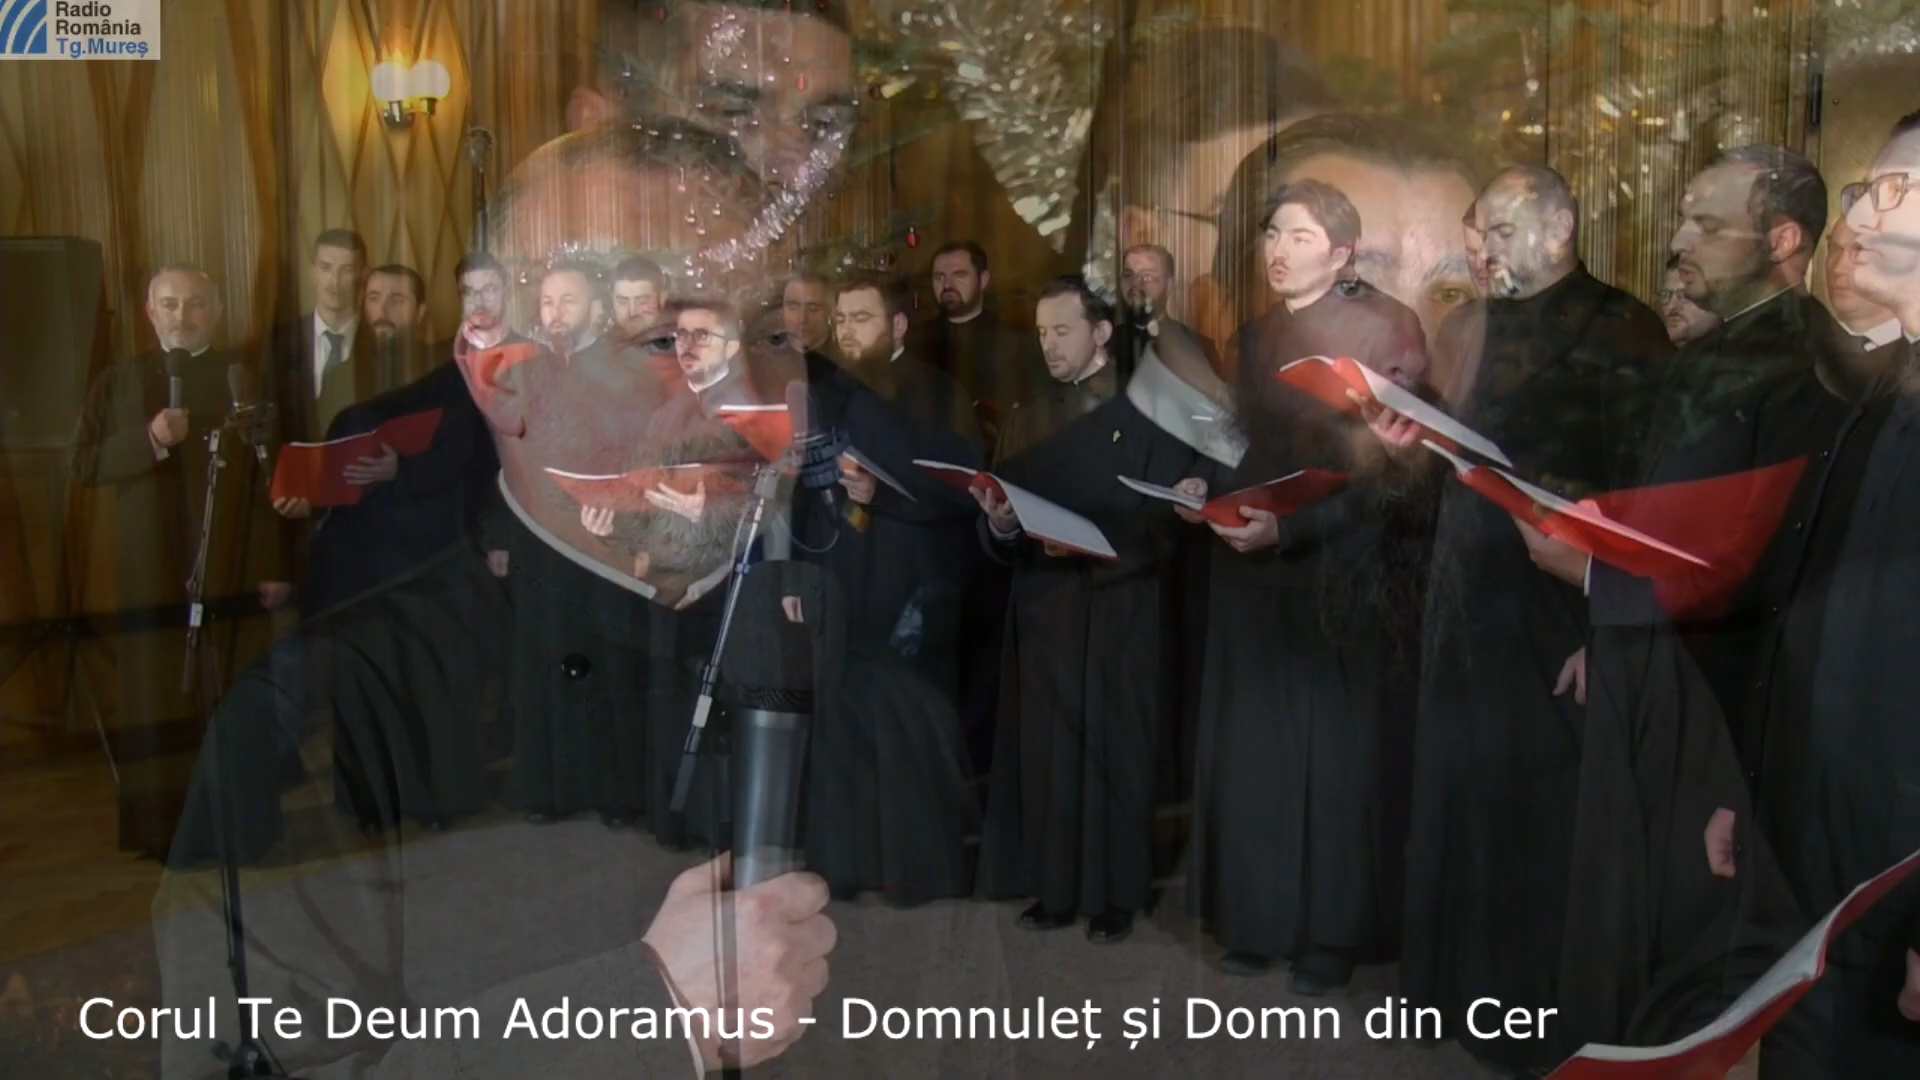 Radio
România
Tg.Mureș
Corul Te Deum Adoramus - Domnuleț și Domn din Cer